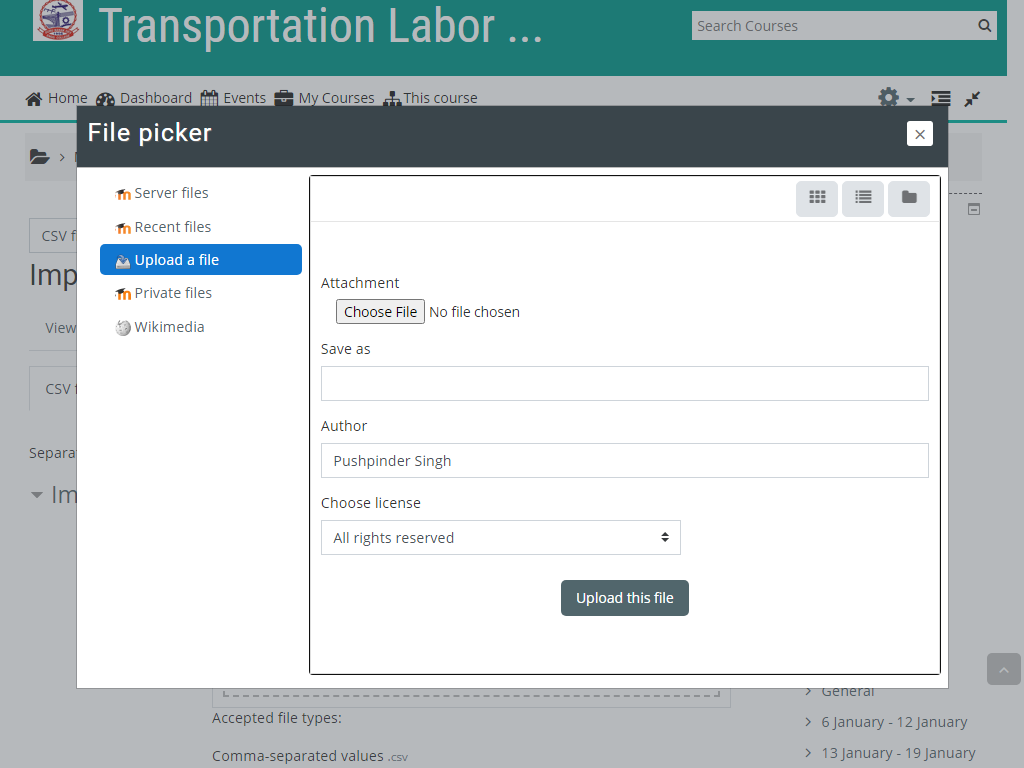 Transportation Labor ...
Search Courses
Home Dashboard Events My Courses This course
File picker
Server files
Recent files
Upload a file
Private files
Wikimedia
Attachment
Choose File No file chosen
Save as
Author
Pushpinder Singh
Choose license
All rights reserved
Upload this file
CSV f
Imp
View
CSV f
Separa
Im
General
Accepted file types:
6 January - 12 January
Comma-separated values .csv
13 January - 19 January